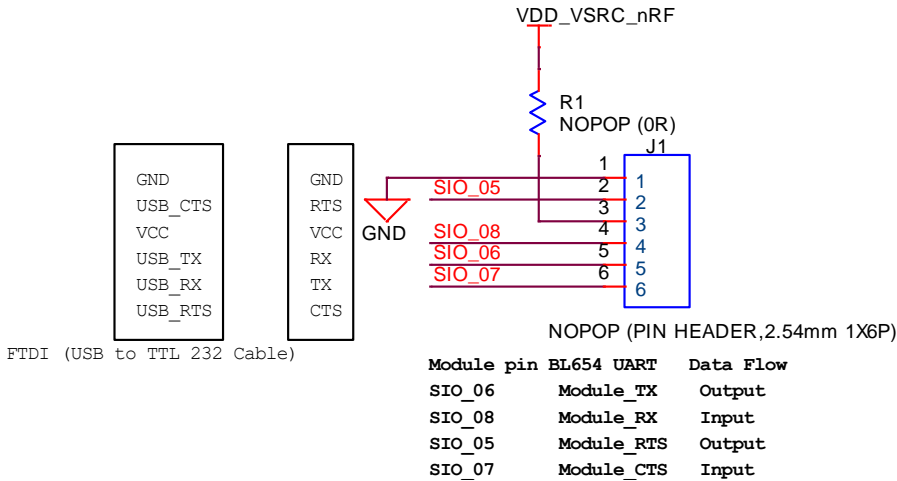 VDD_VSRC_nRF
R1
NOPOP (0R)
J1
GND
USB_CTS
VCC
USB_TX
USB_RX
USB_RTS
GND
RTS
VCC
RX
TX
CTS
FTDI (USB to TTL 232 Cable)
GND
SIO_05
SIO_08
SIO_06
SIO_07
1
2
3
4
5
6
1
2
3
4
5
6
NOPOP (PIN HEADER,2.54mm 1X6P)
Module pin BL654 UART Data Flow
SIO_06 Module_TX Output
SIO_08 Module_RX Input
SIO_05 Module_RTS Output
SIO_07 Module_CTS Input